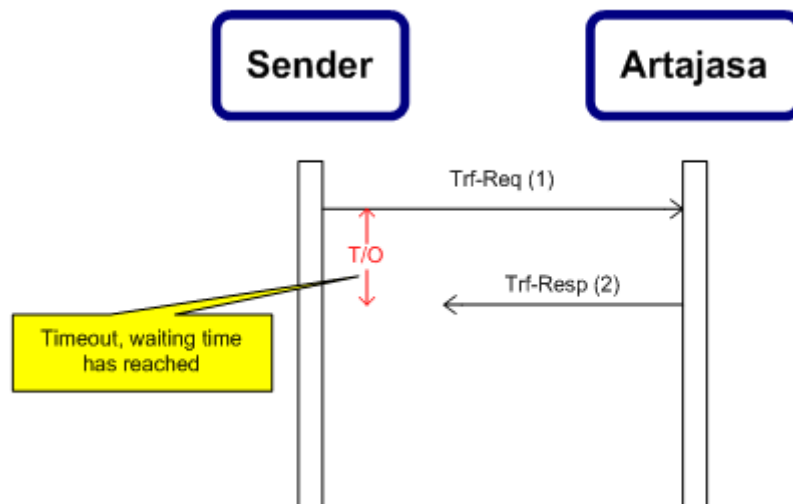 Sender
Artajasa
Trf-Req (1)
T/O
Trf-Resp (2)
Timeout, waiting time
has reached